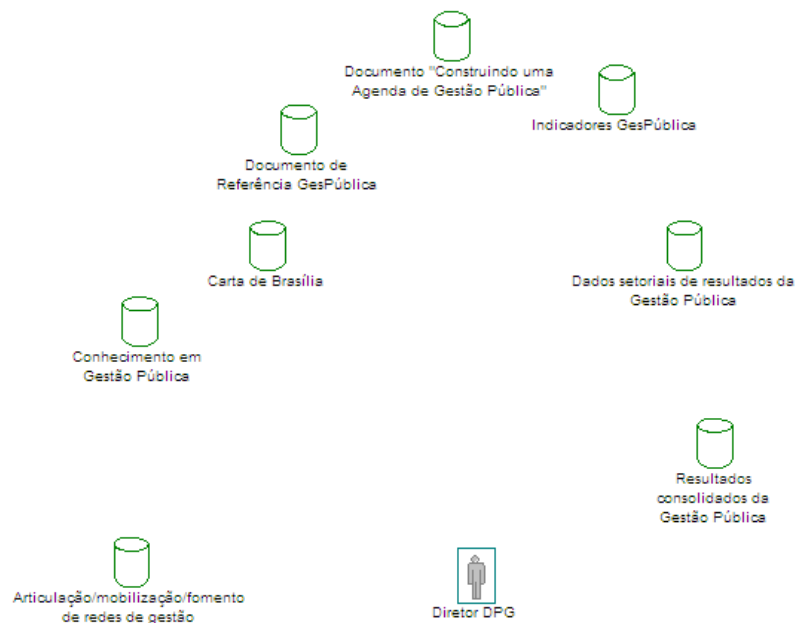 Documento "Construindo uma
Agenda de Gestão Pública"
Indicadores GesPública
Documento de
Referência GesPública
Carta de Brasília
Dados setoriais de resultados da
Gestão Pública
Conhecimento em
Gestão Pública
Resultados
consolidados da
Gestão Pública
Articulação/mobilização/fomento
de redes de gestão
Diretor DPG